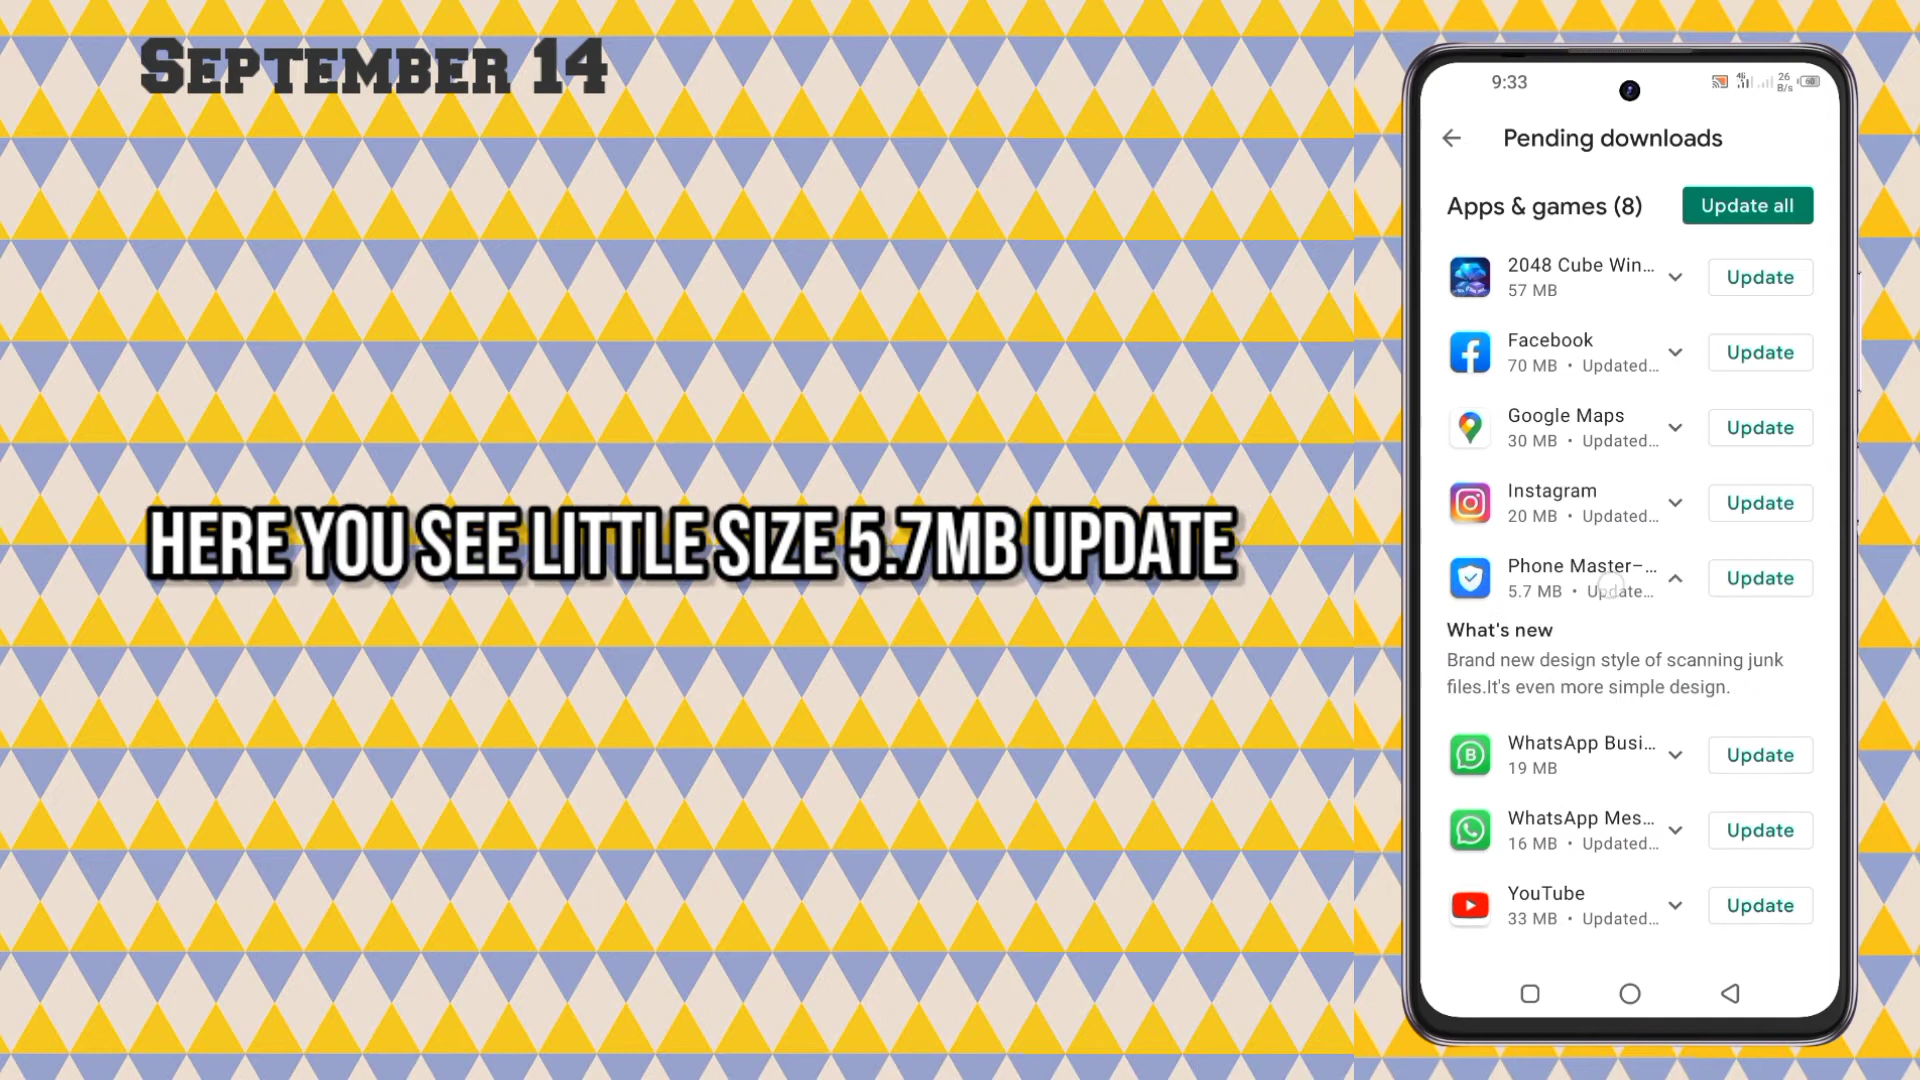 September 14
HERE YOU SEE LITTLE SIZE 5.7MB UPDATE
9:33
4G
26
B/s
60
Pending downloads
Apps & games (8)
Update all
2048 Cube Win...
57 MB
Update
Facebook
70 MB • Updated...
Update
Google Maps
30 MB • Updated...
Update
Instagram
20 MB • Updated...
Update
Phone Master–...
5.7 MB • Update...
Update
What's new
Brand new design style of scanning junk
files.It's even more simple design.
WhatsApp Busi...
19 MB
Update
WhatsApp Mes...
16 MB • Updated...
Update
YouTube
33 MB • Updated...
Update